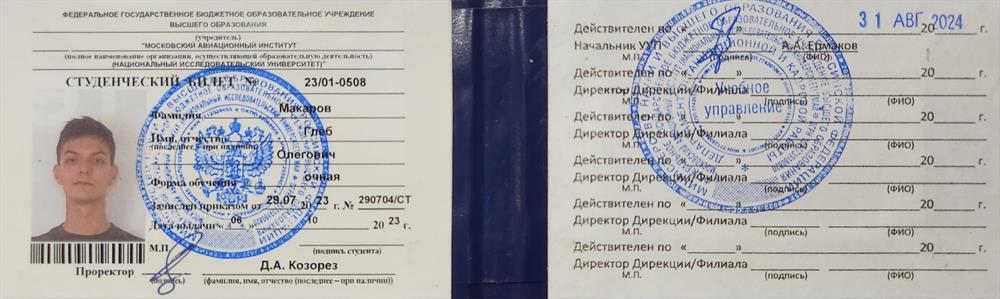 ФЕДЕРАЛЬНОЕ ГОСУДАРСТВЕННОЕ БЮДЖЕТНОЕ ОБРАЗОВАТЕЛЬНОЕ УЧРЕЖДЕНИЕ
ВЫСШЕГО ОБРАЗОВАНИЯ
(учредитель)
"МОСКОВСКИЙ АВИАЦИОННЫЙ ИНСТИТУТ
(полное наименование организации, осуществляющей образовательную деятельность)
(НАЦИОНАЛЬНЫЙ ИССЛЕДОВАТЕЛЬСКИЙ УНИВЕРСИТЕТ)"
СТУДЕНЧЕСКИЙ БИЛЕТ № 23/01-0508
Фамилия Макаров
Имя, отчество Глеб
(последнее – при наличии) Олегович
Форма обучения очная
Зачислен приказом от 29.07 20 23 г. № 290704/СТ
Дата выдачи « 06 » 10 20 23 г.
М.П. (подпись студента)
Проректор Д.А. Козорез
(подпись) (фамилия, имя, отчество (последнее – при наличии))
31 АВГ 2024
Действителен по 20 г.
Начальник УУП А.А. Ермаков
М.П. (подпись) (ФИО)
Действителен по « » 20 г.
Директор Дирекции/Филиала
М.П. (подпись) (ФИО)
Учебное
управление
Действителен по « » 20 г.
Директор Дирекции/Филиала
М.П. (подпись) (ФИО)
Действителен по « » 20 г.
Директор Дирекции/Филиала
М.П. (подпись) (ФИО)
Действителен по « » 20 г.
Директор Дирекции/Филиала
М.П. (подпись) (ФИО)
Действителен по « » 20 г.
Директор Дирекции/Филиала
М.П. (подпись) (ФИО)